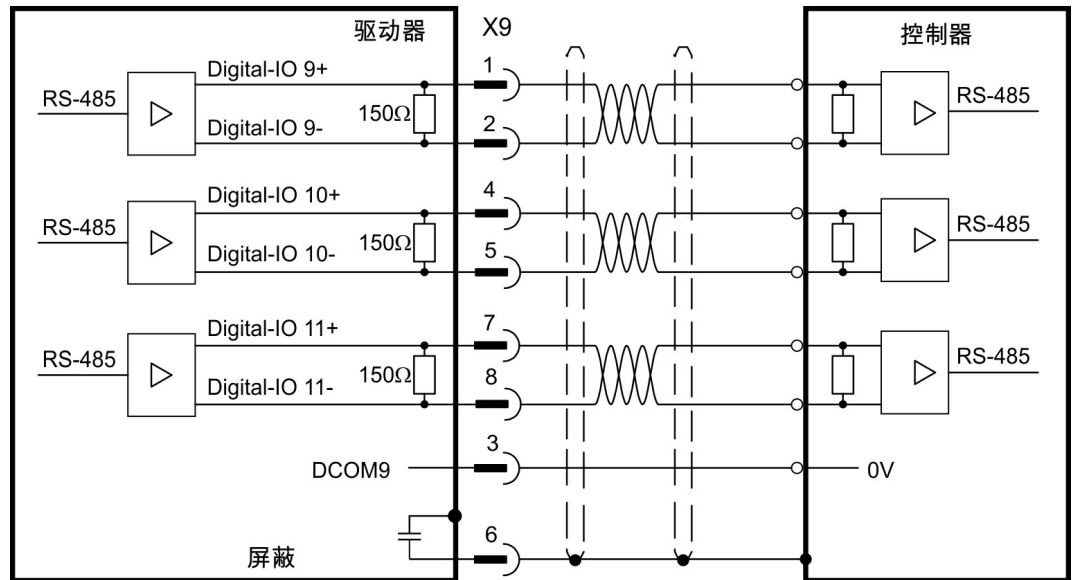 驱动器
X9
控制器
Digital-IO 9+
1
RS-485
150Ω
RS-485
Digital-IO 9-
2
Digital-IO 10+
4
RS-485
150Ω
RS-485
Digital-IO 10-
5
Digital-IO 11+
7
RS-485
150Ω
RS-485
Digital-IO 11-
8
3
DCOM9
0V
6
屏蔽